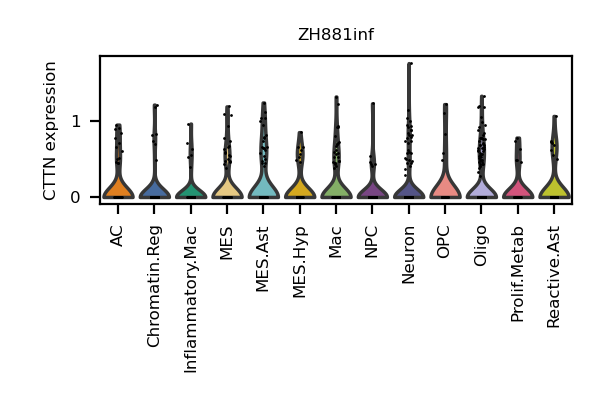 ZH881inf
CTTN expression
1
0
AC
Chromatin.Reg
Inflammatory.Mac
MES
MES.Ast
MES.Hyp
Mac
NPC
Neuron
OPC
Oligo
Prolif.Metab
Reactive.Ast